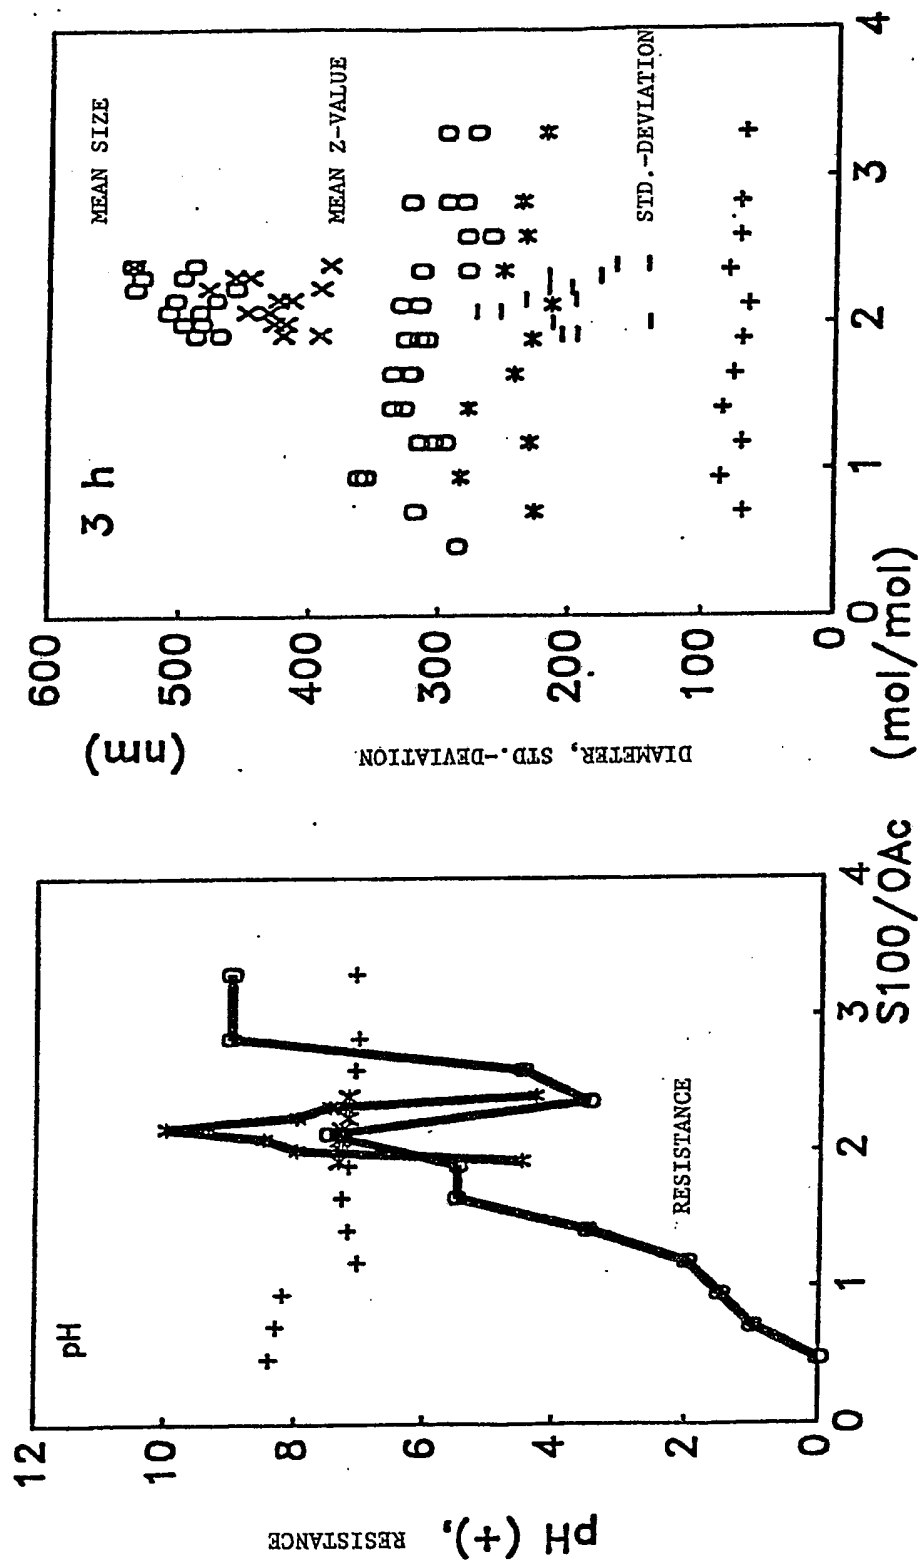 12
10
8
6
4
2
0
pH (+),
RESISTANCE
pH
RESISTANCE
0
1
2
3
4
S100/OAc (mol/mol)
600
500
400
300
200
100
0
(nm)
DIAMETER, STD.-DEVIATION
3 h
MEAN SIZE
MEAN Z-VALUE
STD.-DEVIATION
0
1
2
3
4